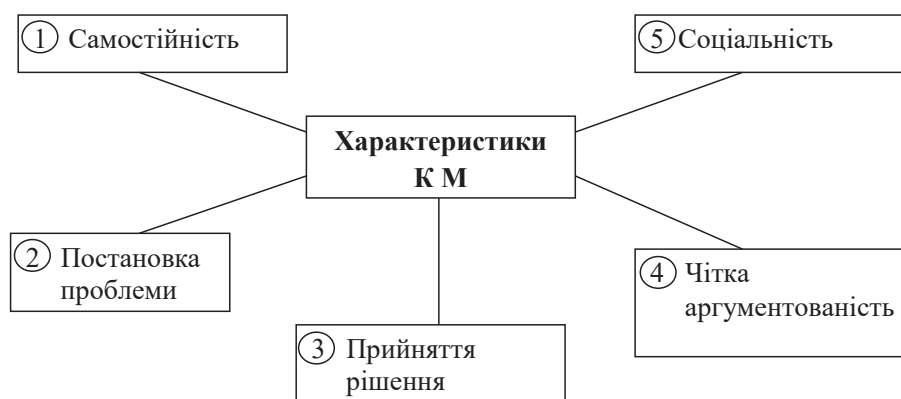 ① Самостійність
⑤ Соціальність
Характеристики
К М
② Постановка
проблеми
④ Чітка
аргументованість
③ Прийняття
рішення